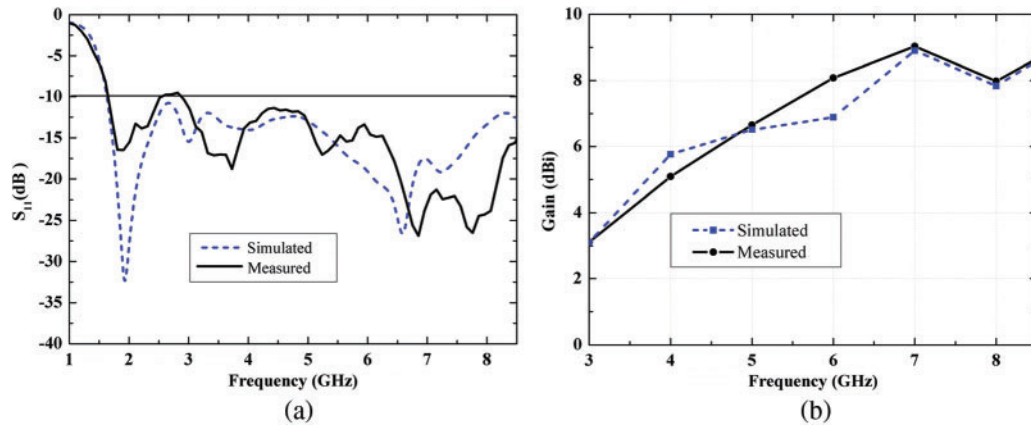 0
-5
-10
-15
-20
-25
-30
-35
-40
S11(dB)
Simulated
Measured
1 2 3 4 5 6 7 8
Frequency (GHz)
(a)
10
8
6
4
2
0
Gain (dBi)
Simulated
Measured
3 4 5 6 7 8
Frequency (GHz)
(b)